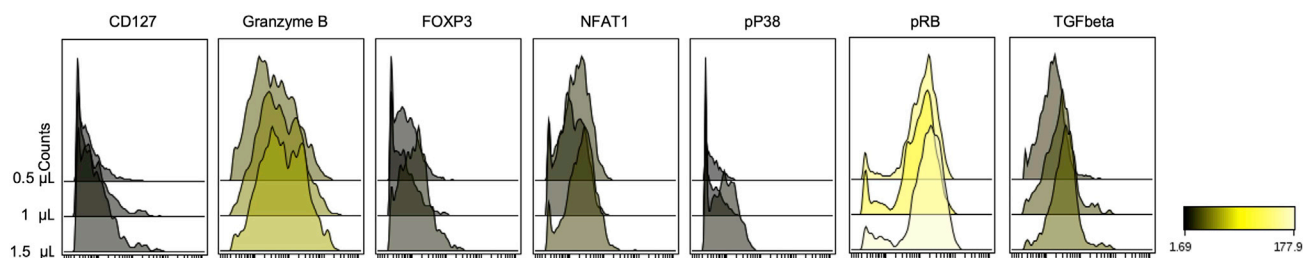 CD127 Granzyme B FOXP3 NFAT1 pP38 pRB TGFbeta
Counts
0.5 µL
1 µL
1.5 µL
1.69 177.9